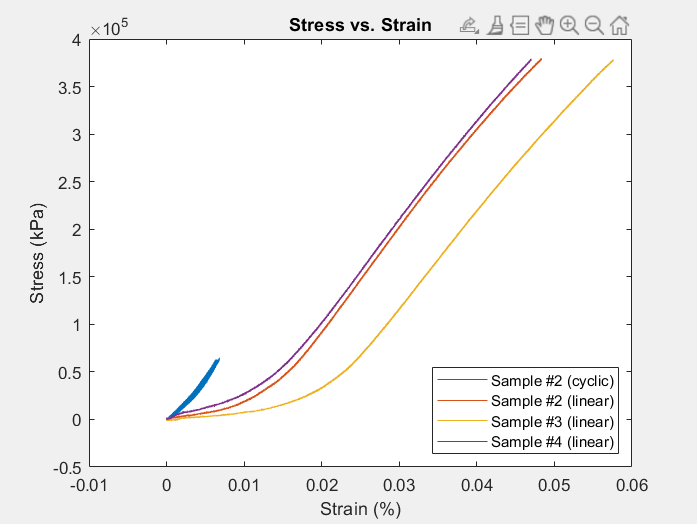 Stress vs. Strain
×10⁵
4
3.5
3
2.5
2
1.5
1
0.5
0
-0.5
Stress (kPa)
-0.01 0 0.01 0.02 0.03 0.04 0.05 0.06
Strain (%)
Sample #2 (cyclic)
Sample #2 (linear)
Sample #3 (linear)
Sample #4 (linear)